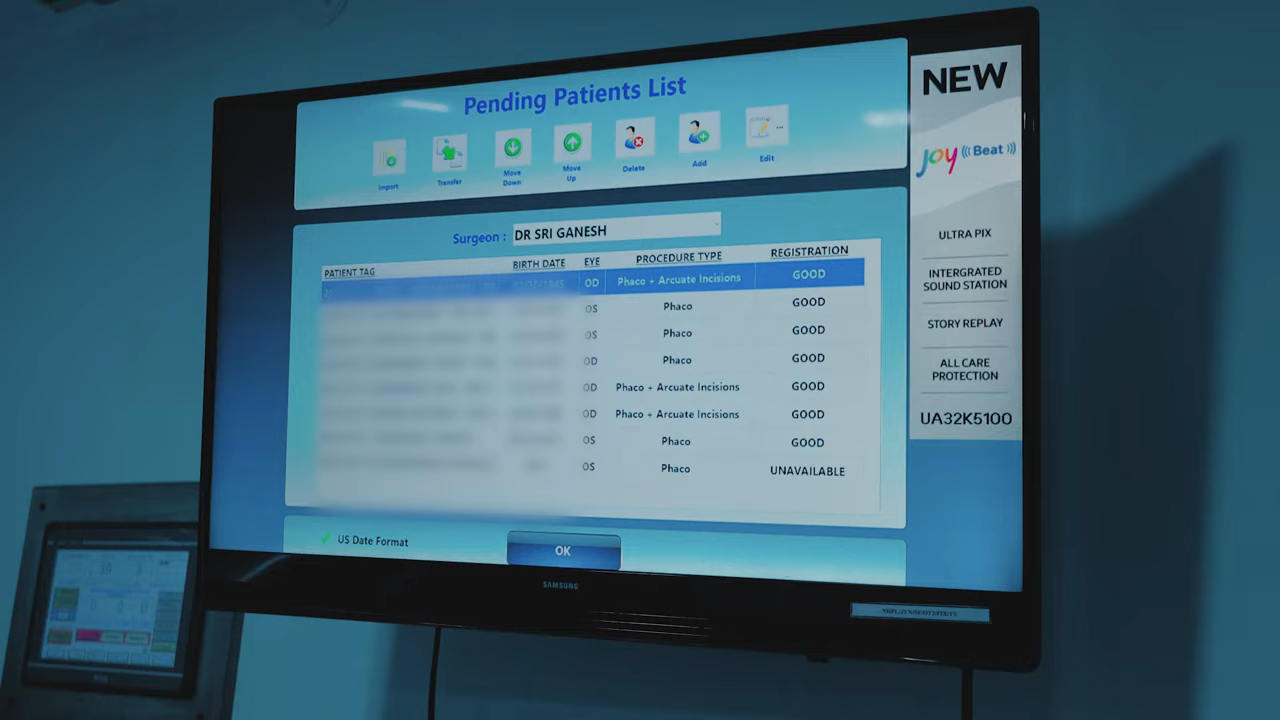 Pending Patients List
Import
Transfer
Move Down
Move Up
Delete
Add
Edit
Surgeon : DR SRI GANESH
PATIENT TAG BIRTH DATE EYE PROCEDURE TYPE REGISTRATION
OD Phaco + Arcuate Incisions GOOD
OS Phaco GOOD
OS Phaco GOOD
OD Phaco GOOD
OD Phaco + Arcuate Incisions GOOD
OD Phaco + Arcuate Incisions GOOD
OS Phaco GOOD
OS Phaco UNAVAILABLE
US Date Format
OK
SAMSUNG
NEW
JOY Beat
ULTRA PIX
INTERGRATED
SOUND STATION
STORY REPLAY
ALL CARE
PROTECTION
UA32K5100